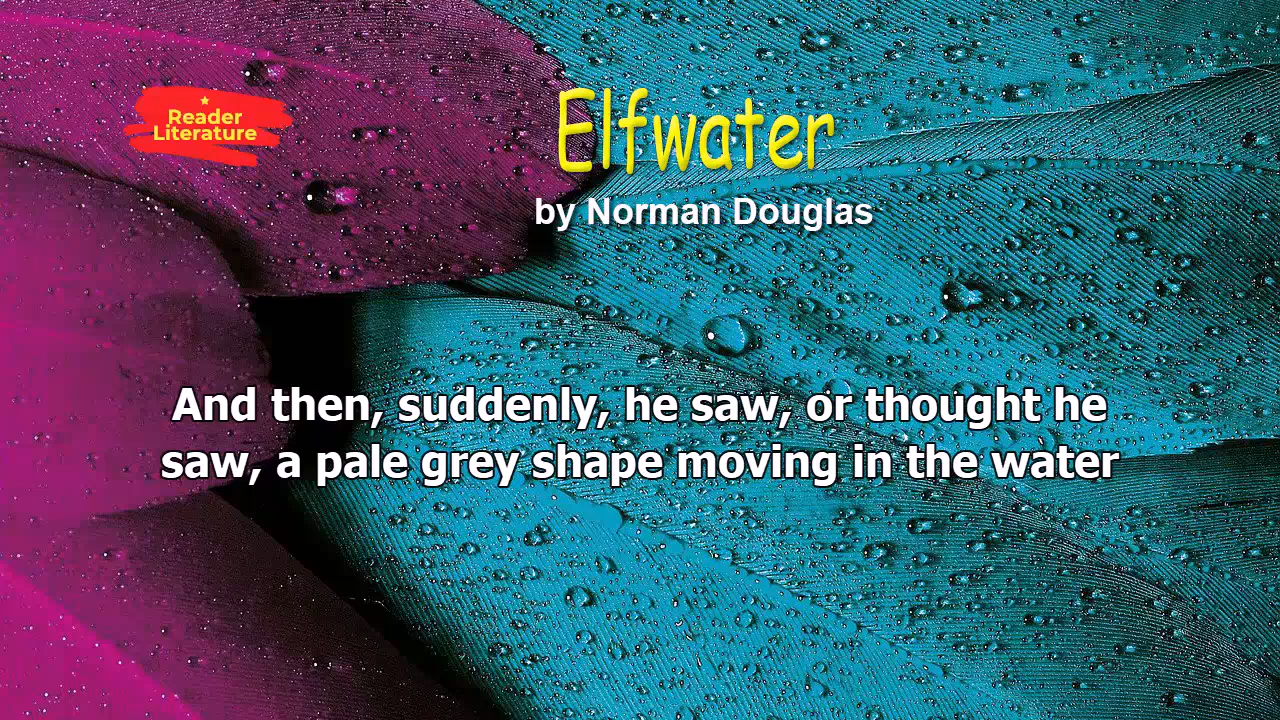 Reader
Literature
Elfwater
by Norman Douglas
And then, suddenly, he saw, or thought he
saw, a pale grey shape moving in the water